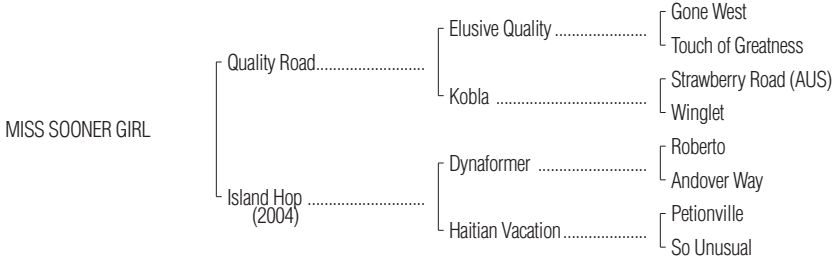 Gone West
Elusive Quality
Touch of Greatness
Quality Road
Strawberry Road (AUS)
Kobla
Winglet
MISS SOONER GIRL
Roberto
Dynaformer
Andover Way
Island Hop
(2004)
Petionville
Haitian Vacation
So Unusual